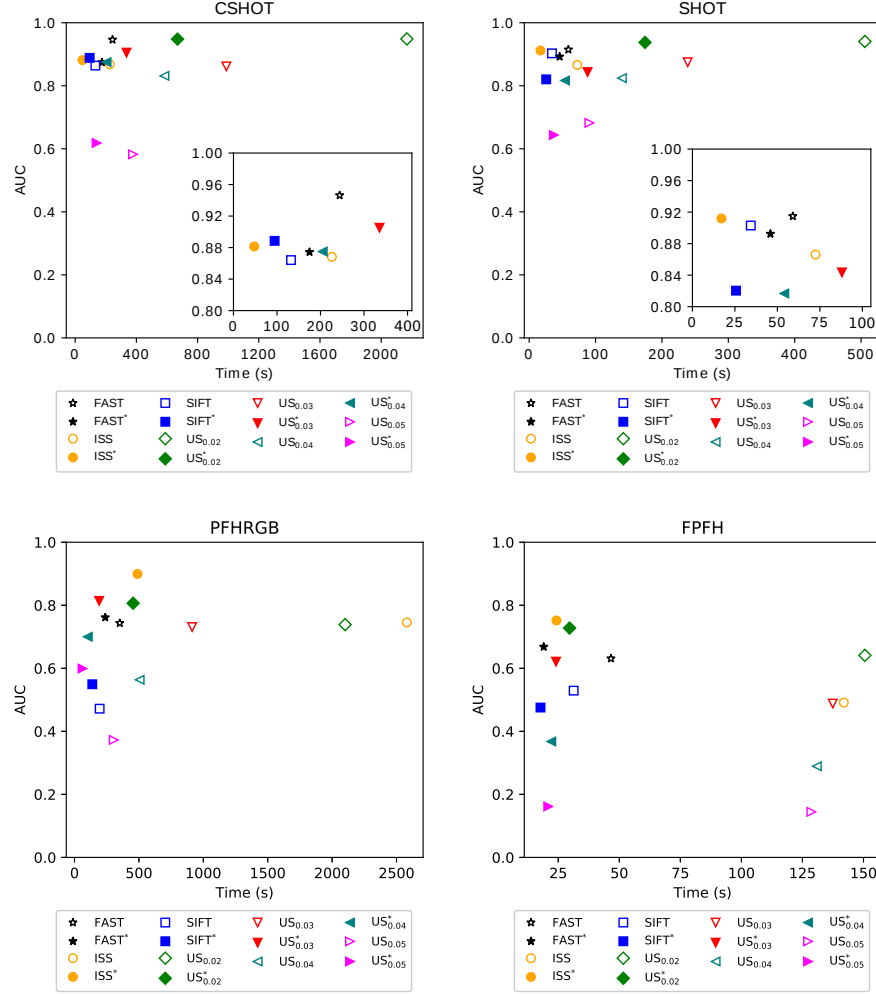 CSHOT
1.0
0.8
0.6
0.4
0.2
0.0
AUC
1.00
0.96
0.92
0.88
0.84
0.80
0 100 200 300 400
0 400 800 1200 1600 2000
Time (s)
FAST SIFT US0.03 US*0.04
FAST* SIFT* US*0.03 US0.05
ISS US0.02 US0.04 US*0.05
ISS* US*0.02
SHOT
1.0
0.8
0.6
0.4
0.2
0.0
AUC
1.00
0.96
0.92
0.88
0.84
0.80
0 25 50 75 100
0 100 200 300 400 500
Time (s)
FAST SIFT US0.03 US*0.04
FAST* SIFT* US*0.03 US0.05
ISS US0.02 US0.04 US*0.05
ISS* US*0.02
PFHRGB
1.0
0.8
0.6
0.4
0.2
0.0
AUC
0 500 1000 1500 2000 2500
Time (s)
FAST SIFT US0.03 US*0.04
FAST* SIFT* US*0.03 US0.05
ISS US0.02 US0.04 US*0.05
ISS* US*0.02
FPFH
1.0
0.8
0.6
0.4
0.2
0.0
AUC
25 50 75 100 125 150
Time (s)
FAST SIFT US0.03 US*0.04
FAST* SIFT* US*0.03 US0.05
ISS US0.02 US0.04 US*0.05
ISS* US*0.02